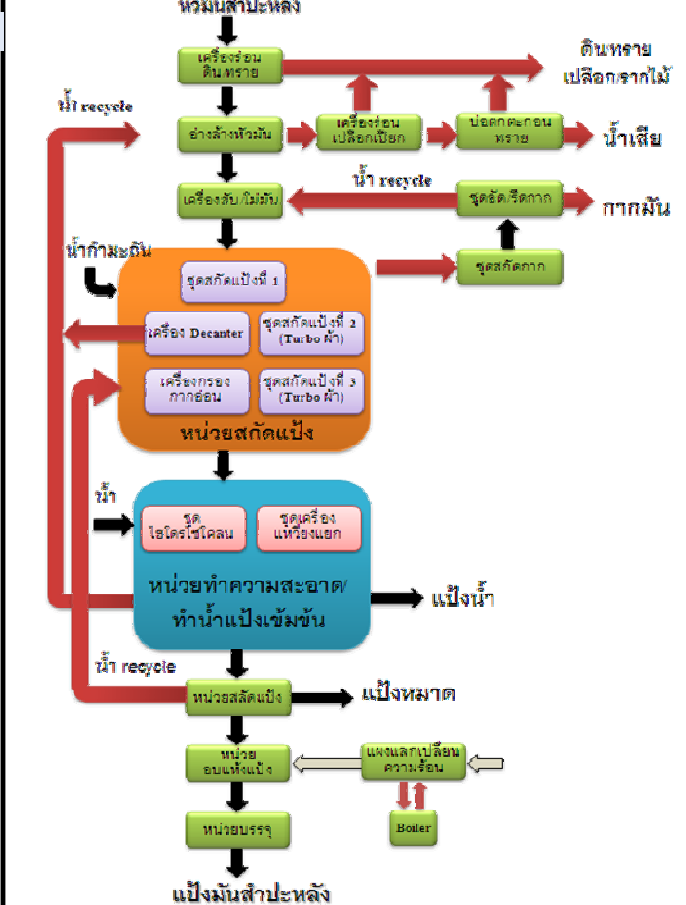 หัวมันสำปะหลัง
เครื่องร่อน
ดินทราย
ดินทราย
เปลือก/รากไม้
น้ำ recycle
อ่างล้างหัวมัน
เครื่องร่อน
เปลือกเปียก
บ่อตกตะกอน
ทราย
น้ำเสีย
น้ำ recycle
เครื่องสับ/โม่มัน
ชุดอัด/รีดกาก
กากมัน
น้ำกำมะถัน
ชุดสกัดกาก
ชุดสกัดแป้งที่ 1
เครื่อง Decanter
ชุดสกัดแป้งที่ 2
(Turbo ผ้า)
เครื่องกรอง
กากอ่อน
ชุดสกัดแป้งที่ 3
(Turbo ผ้า)
หน่วยสกัดแป้ง
น้ำ
ชุด
ไฮโดรไซโคลน
ชุดเครื่อง
แหวี่ยงแยก
หน่วยทำความสะอาด/
ทำน้ำแป้งเข้มข้น
แป้งน้ำ
น้ำ recycle
หน่วยสลัดแป้ง
แป้งหมาด
หน่วย
อบแห้งแป้ง
แผงแลกเปลี่ยน
ความร้อน
หน่วยบรรจุ
Boiler
แป้งมันสำปะหลัง